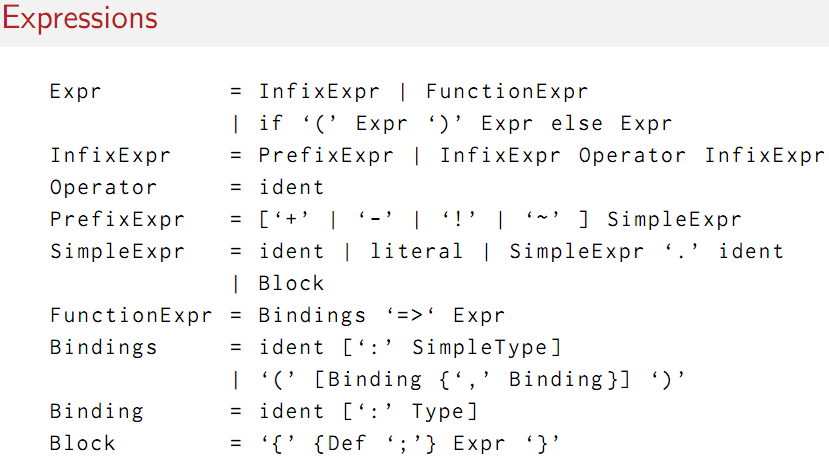 Expressions
Expr = InfixExpr | FunctionExpr
| if ‘(’ Expr ‘)’ Expr else Expr
InfixExpr = PrefixExpr | InfixExpr Operator InfixExpr
Operator = ident
PrefixExpr = [‘+’ | ‘-’ | ‘!’ | ‘~’ ] SimpleExpr
SimpleExpr = ident | literal | SimpleExpr ‘.’ ident
| Block
FunctionExpr = Bindings ‘=>‘ Expr
Bindings = ident [‘:’ SimpleType]
| ‘(’ [Binding {‘,’ Binding}] ‘)’
Binding = ident [‘:’ Type]
Block = ‘{’ {Def ‘;’} Expr ‘}’